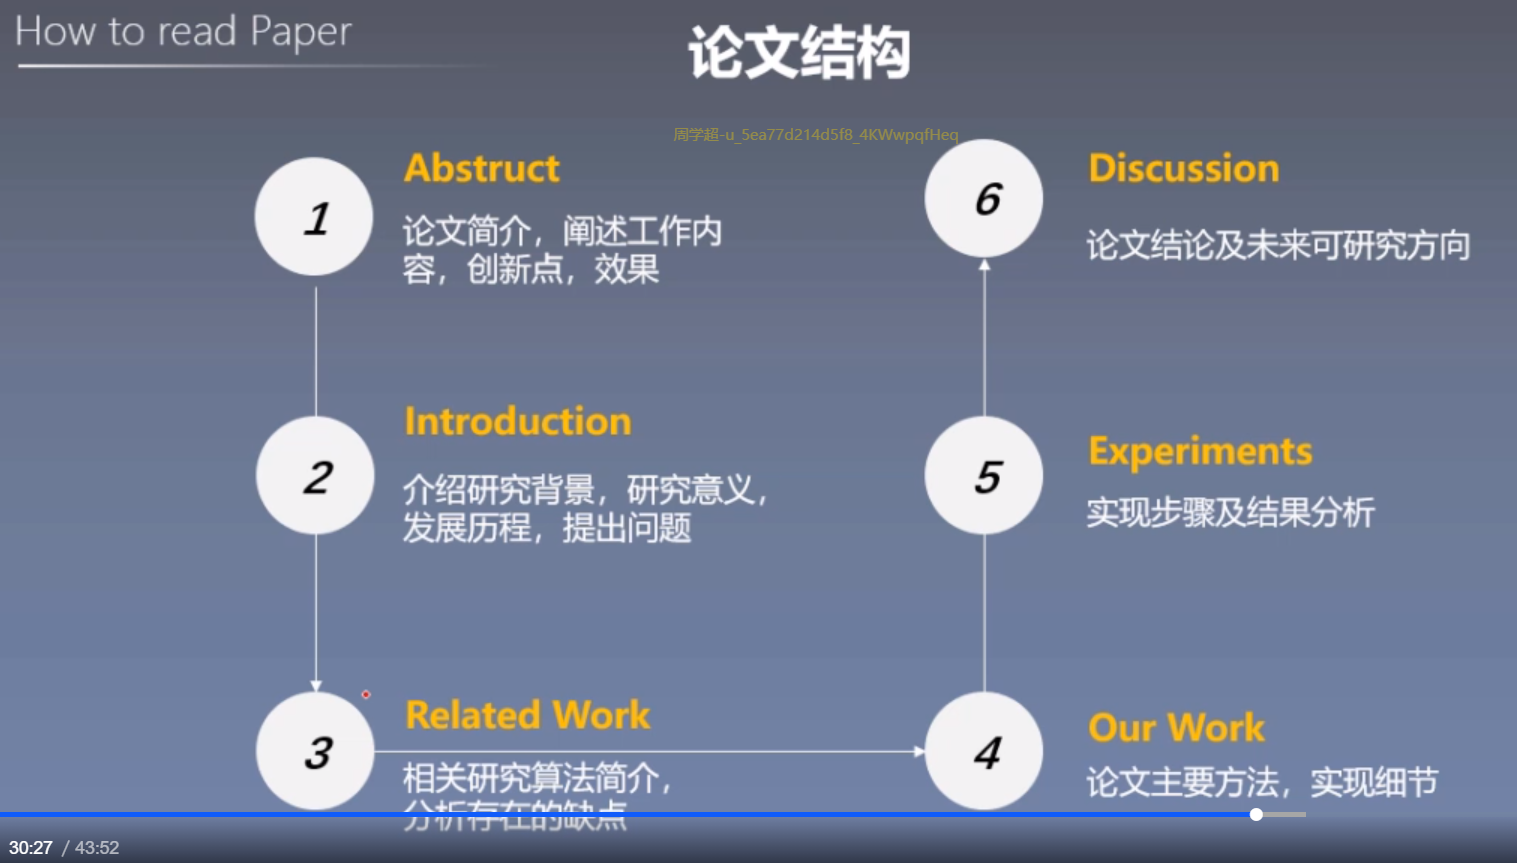 How to read Paper
论文结构
周学超-u_5ea77d214d5f8_4KWwpqfHeq
1
Abstruct
论文简介，阐述工作内
容，创新点，效果
2
Introduction
介绍研究背景，研究意义，
发展历程，提出问题
3
Related Work
相关研究算法简介，
分析存在的缺点
4
Our Work
论文主要方法，实现细节
5
Experiments
实现步骤及结果分析
6
Discussion
论文结论及未来可研究方向
30:27 / 43:52